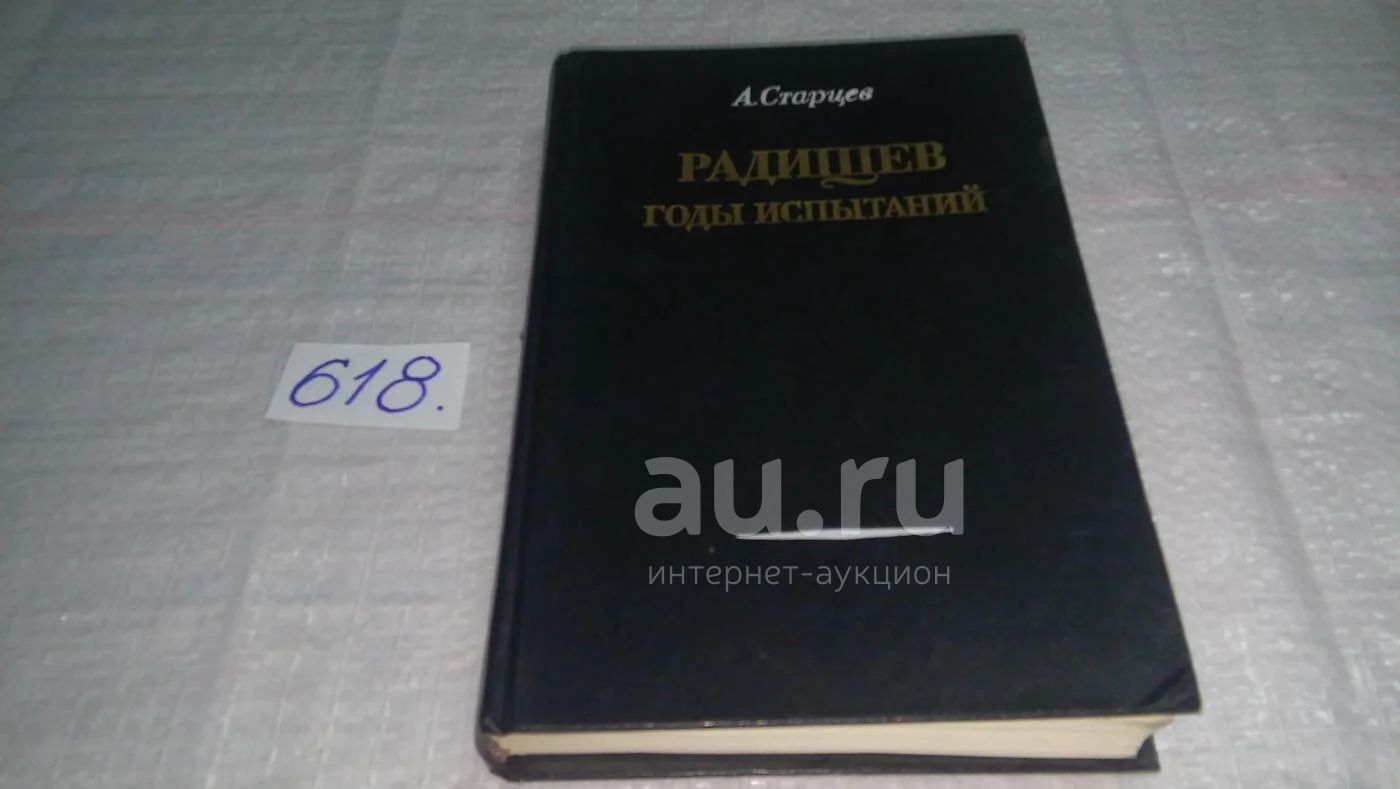 А. Старцев
РАДИЩЕВ
ГОДЫ ИСПЫТАНИЙ
618.
au.ru
интернет-аукцион